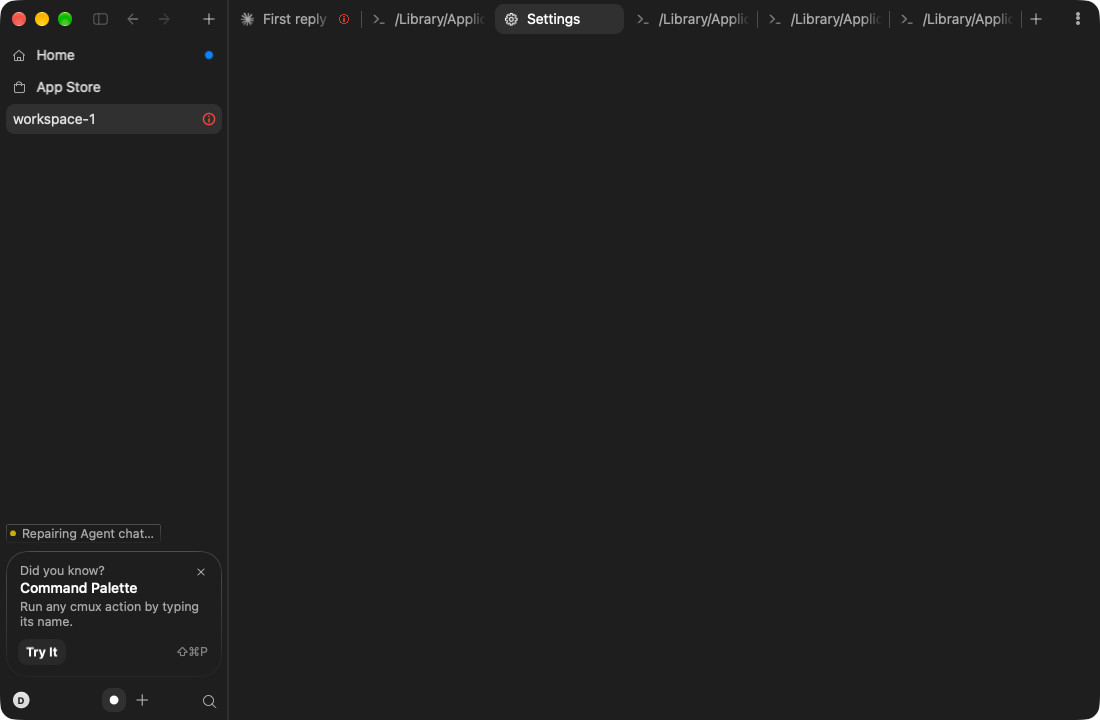 First reply
/Library/Applic
Settings
/Library/Applic
/Library/Applic
/Library/Applic
Home
App Store
workspace-1
Repairing Agent chat...
Did you know?
Command Palette
Run any cmux action by typing
its name.
Try It
⇧⌘P
D